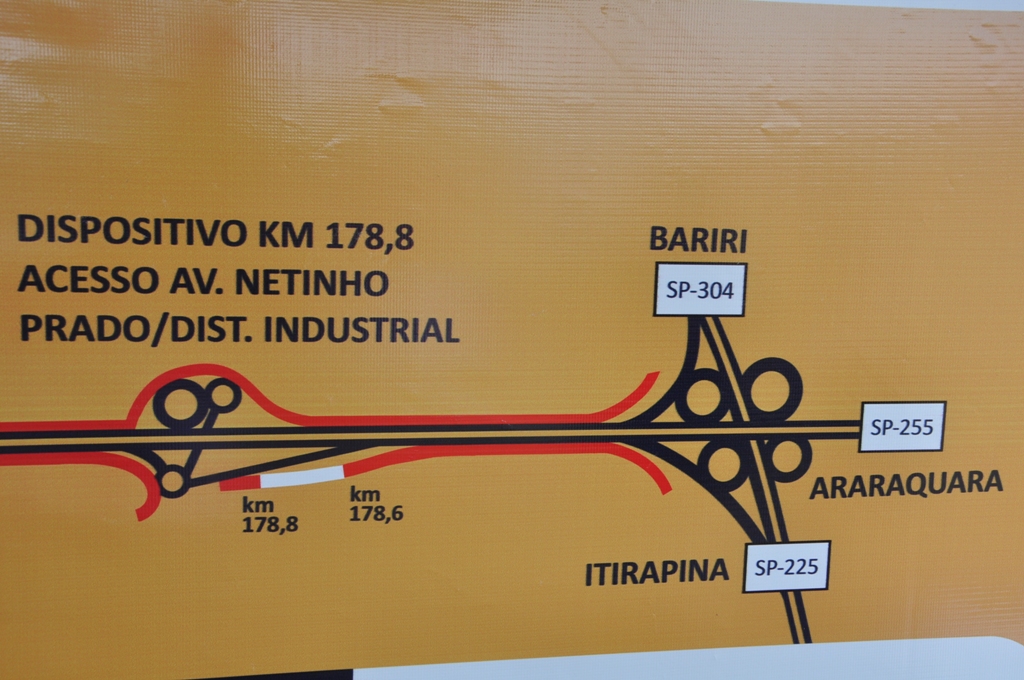 DISPOSITIVO KM 178,8
ACESSO AV. NETINHO
PRADO/DIST. INDUSTRIAL
BARIRI
SP-304
SP-255
ARARAQUARA
km
178,8
km
178,6
ITIRAPINA
SP-225